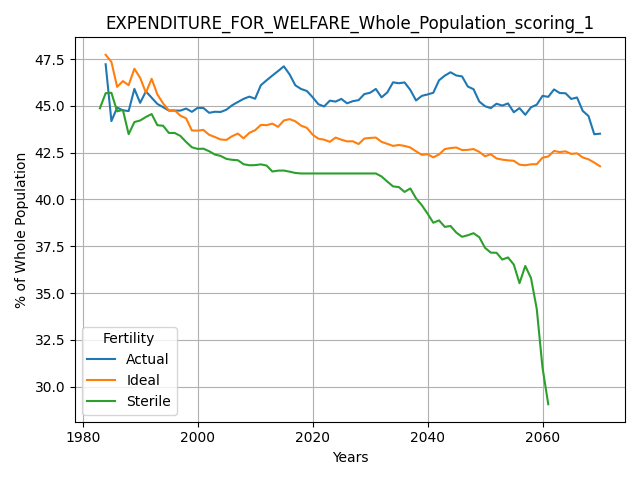 EXPENDITURE_FOR_WELFARE_Whole_Population_scoring_1
47.5
45.0
42.5
40.0
37.5
35.0
32.5
30.0
% of Whole Population
Fertility
Actual
Ideal
Sterile
1980
2000
2020
2040
2060
Years